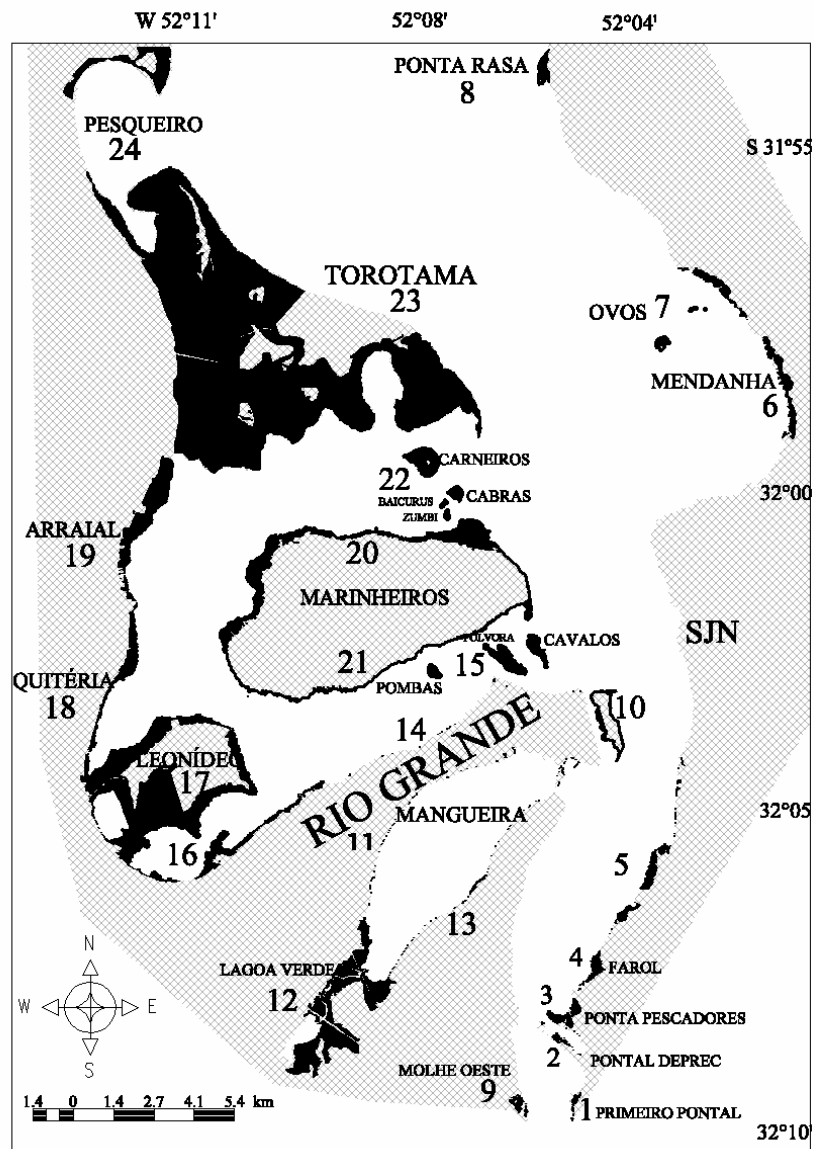 W 52°11' 52°08' 52°04'
PONTA RASA
8
PESQUEIRO
24
S 31°55
TOROTAMA
23
OVOS 7
MENDANHA
6
CARNEIROS
22
CABRAS
BAICURUS
ZUMBI
32°00
ARRAIAL
19
20
MARINHEIROS
SJN
POLVORA
CAVALOS
21
15
POMBAS
QUITÉRIA
18
10
14
RIO GRANDE
LEONÍDEO
17
MANGUEIRA
32°05
11
16
5
13
4
FAROL
LAGOA VERDE
12
3
PONTA PESCADORES
2
PONTAL DEPREC
MOLHE OESTE
9
1 PRIMEIRO PONTAL
32°10'
N
W E
S
1.4 0 1.4 2.7 4.1 5.4 km